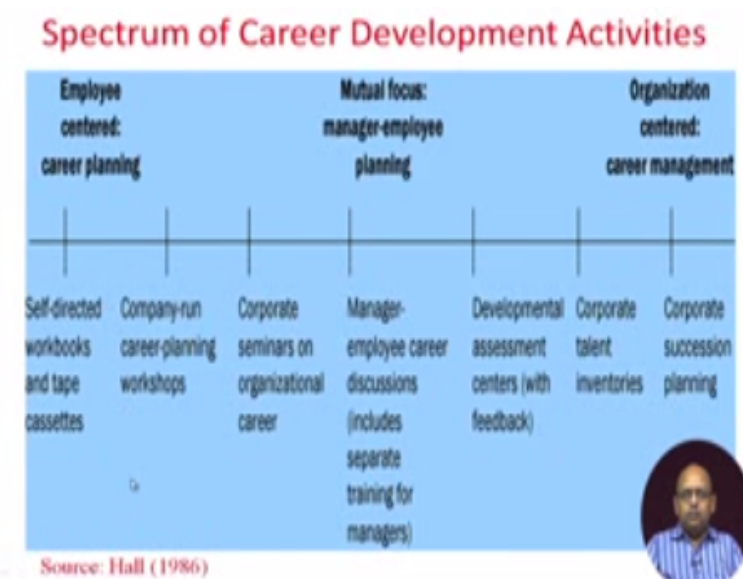 Spectrum of Career Development Activities
Employee
centered:
career planning
Mutual focus:
manager-employee
planning
Organization
centered:
career management
Self-directed
workbooks
and tape
cassettes
Company-run
career-planning
workshops
Corporate
seminars on
organizational
career
Manager-
employee career
discussions
(includes
separate
training for
managers)
Developmental
assessment
centers (with
feedback)
Corporate
talent
inventories
Corporate
succession
planning
Source: Hall (1986)